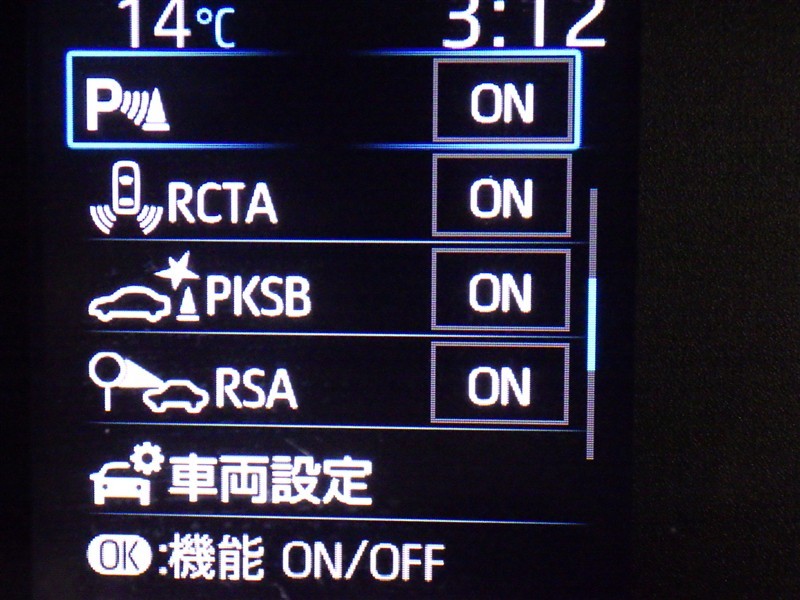 14℃ 3:12
P ON
RCTA ON
PKSB ON
RSA ON
車両設定
OK:機能 ON/OFF